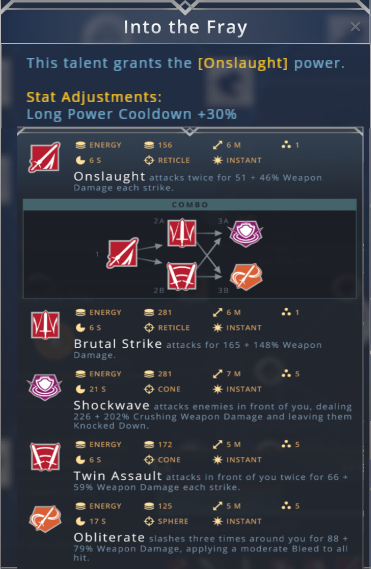 Into the Fray
×
This talent grants the [Onslaught] power.
Stat Adjustments:
Long Power Cooldown +30%
ENERGY 156 6 M 1
6 S RETICLE INSTANT
Onslaught attacks twice for 51 + 46% Weapon
Damage each strike.
COMBO
2A 3A
1
2B 3B
ENERGY 281 6 M 1
6 S RETICLE INSTANT
Brutal Strike attacks for 165 + 148% Weapon
Damage.
ENERGY 281 7 M 5
21 S CONE INSTANT
Shockwave attacks enemies in front of you, dealing
226 + 202% Crushing Weapon Damage and leaving them
Knocked Down.
ENERGY 172 5 M 5
6 S CONE INSTANT
Twin Assault attacks in front of you twice for 66 +
59% Weapon Damage each strike.
ENERGY 125 5 M 5
17 S SPHERE INSTANT
Obliterate slashes three times around you for 88 +
79% Weapon Damage, applying a moderate Bleed to all
hit.